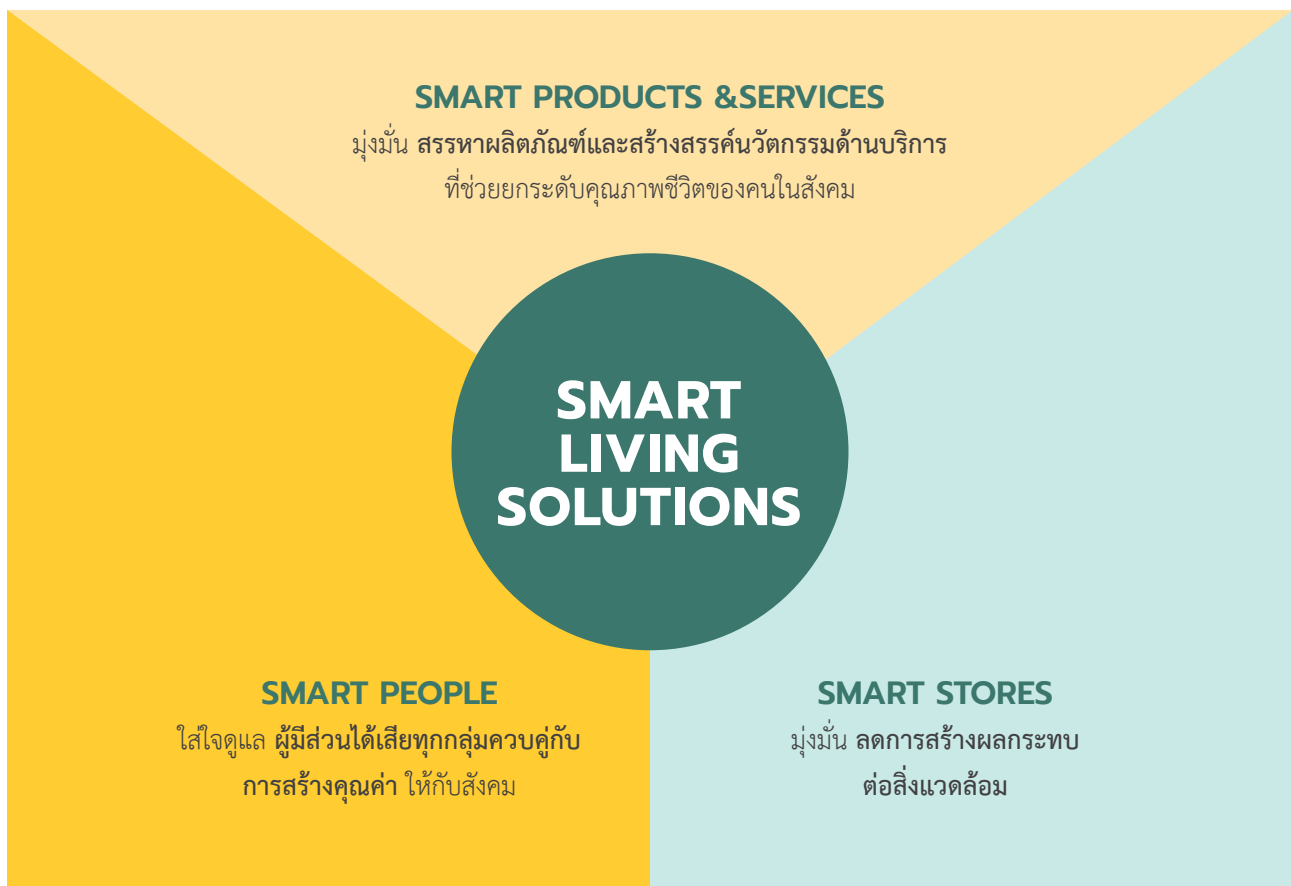 SMART PRODUCTS &SERVICES
มุ่งมั่น สรรหาผลิตภัณฑ์และสร้างสรรค์นวัตกรรมด้านบริการ
ที่ช่วยยกระดับคุณภาพชีวิตของคนในสังคม
SMART
LIVING
SOLUTIONS
SMART PEOPLE
ใส่ใจดูแล ผู้มีส่วนได้เสียทุกกลุ่มควบคู่กับ
การสร้างคุณค่า ให้กับสังคม
SMART STORES
มุ่งมั่น ลดการสร้างผลกระทบ
ต่อสิ่งแวดล้อม